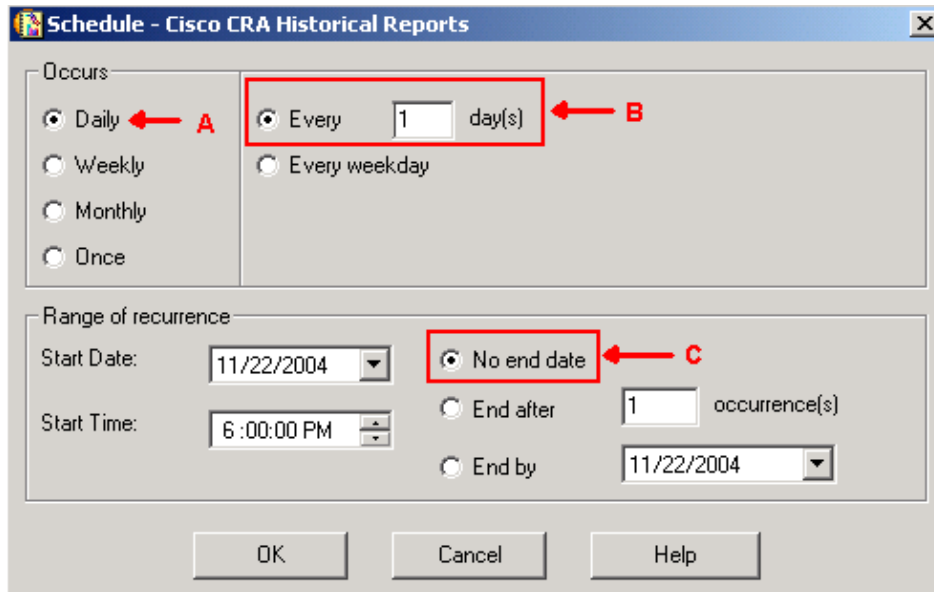 Schedule - Cisco CRA Historical Reports
Occurs
Daily A Every 1 day(s) B
Weekly Every weekday
Monthly
Once
Range of recurrence
Start Date: 11/22/2004 No end date C
End after 1 occurrence(s)
Start Time: 6 :00:00 PM
End by 11/22/2004
OK Cancel Help